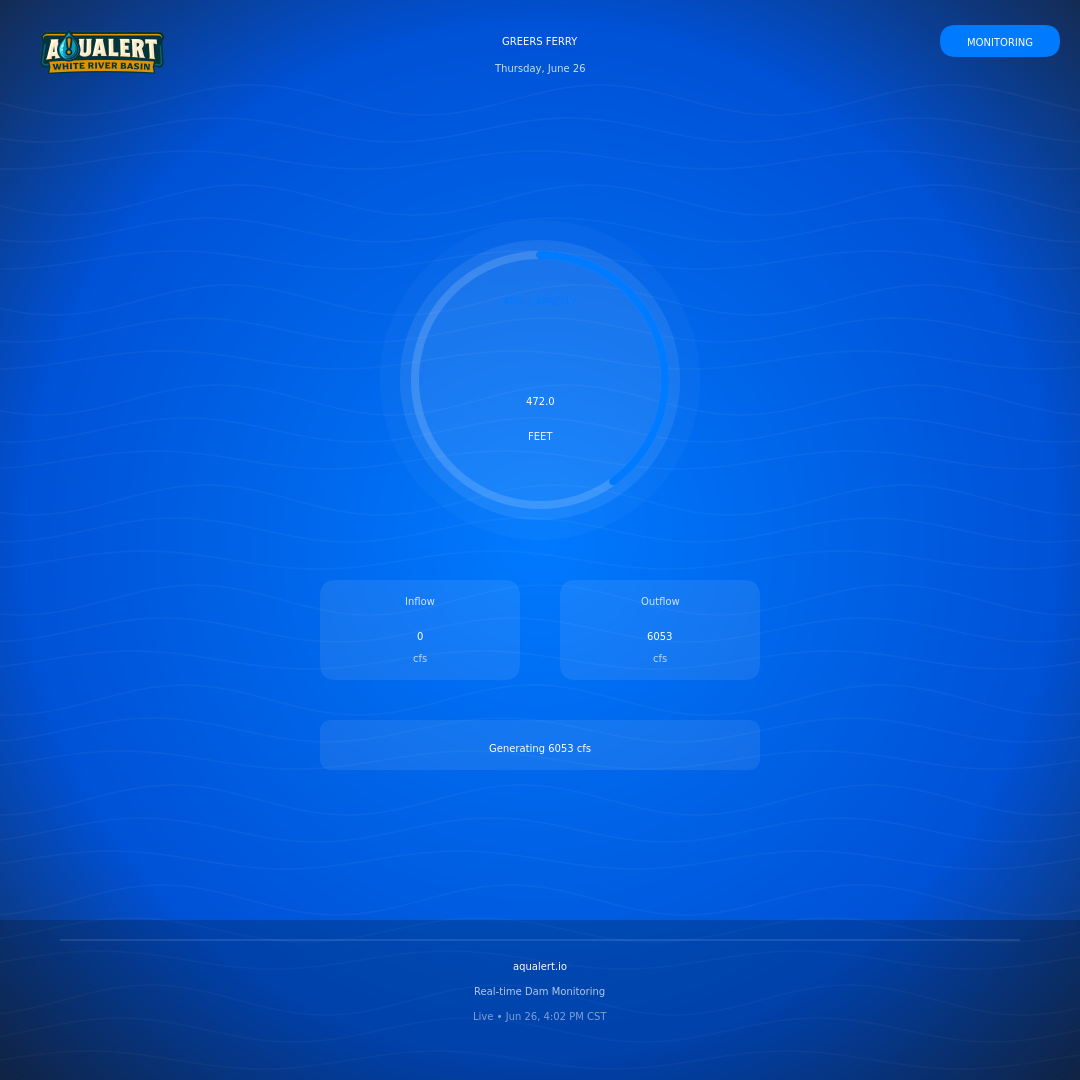 AQUALERT
WHITE RIVER BASIN
GREERS FERRY
Thursday, June 26
MONITORING
472.0
FEET
Inflow
0
cfs
Outflow
6053
cfs
Generating 6053 cfs
aqualert.io
Real-time Dam Monitoring
Live • Jun 26, 4:02 PM CST